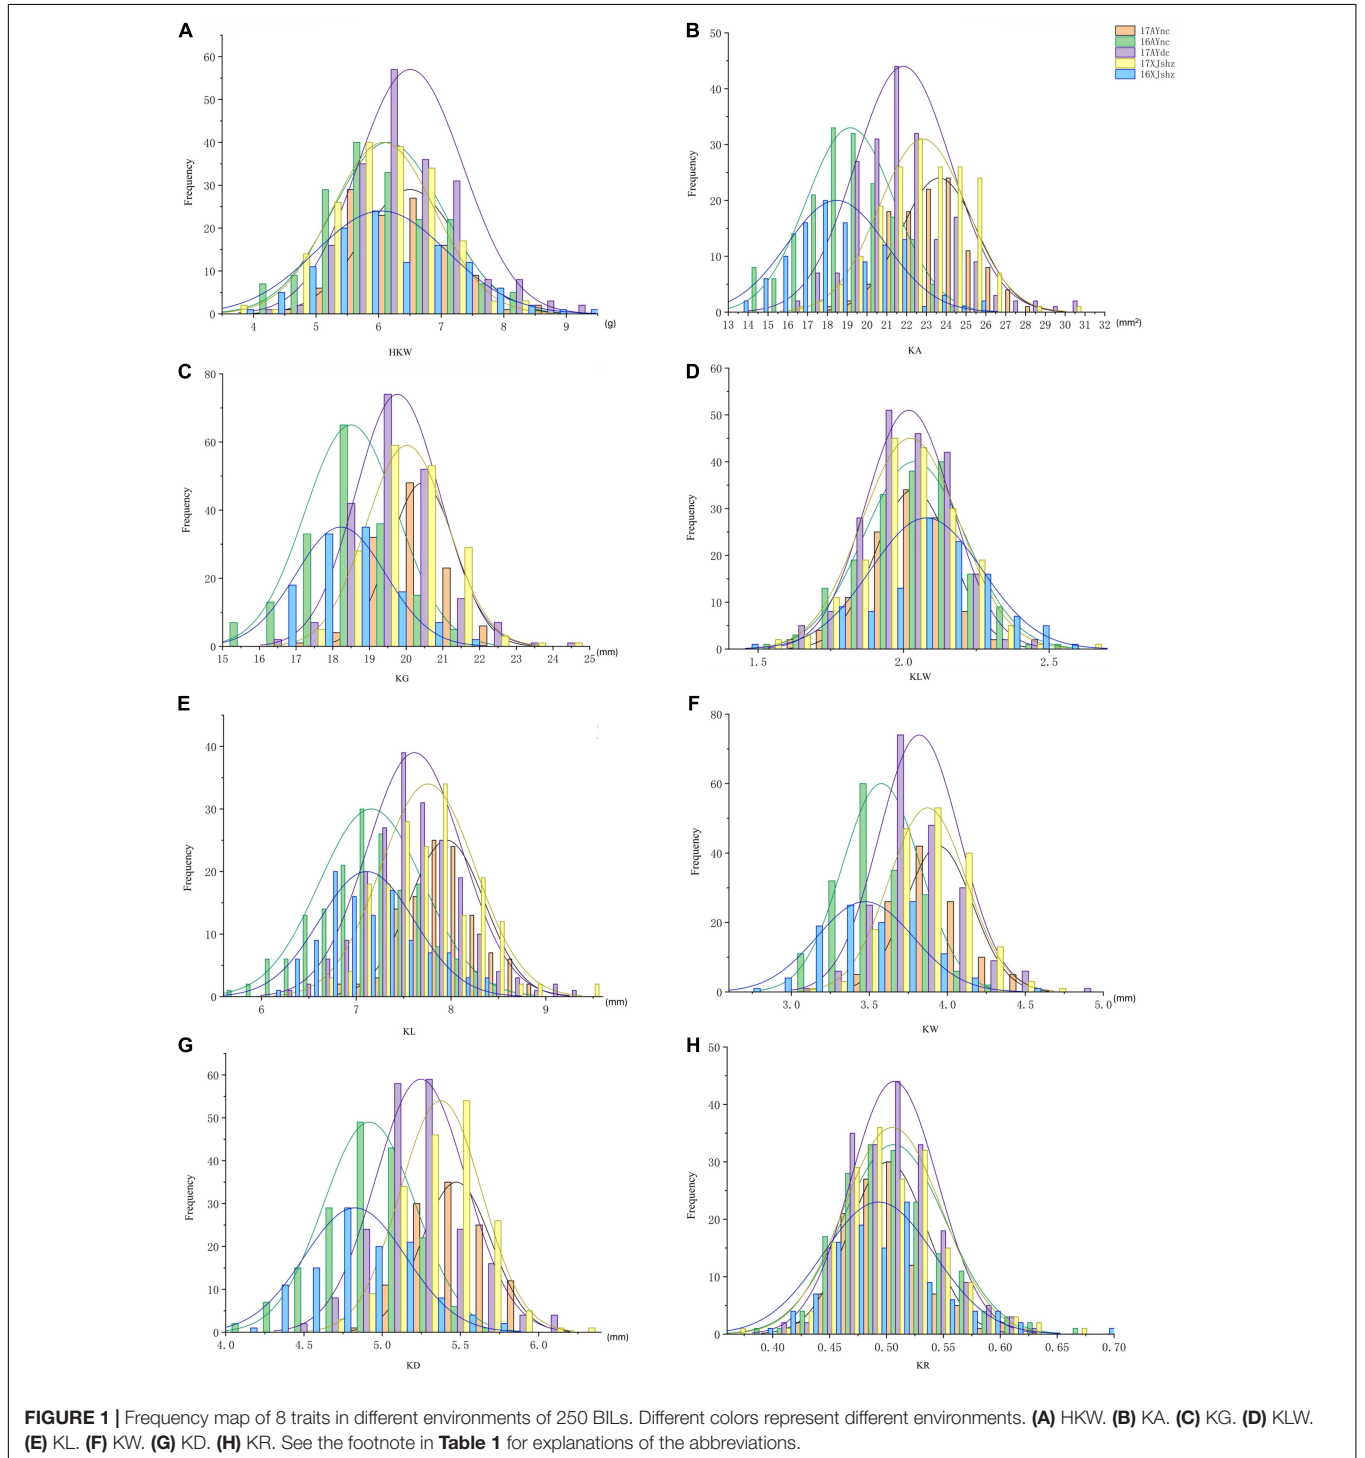 A
60
50
40
30
20
10
0
Frequency
4 5 6 7 8 9 (g)
HKW
B
50
40
30
20
10
0
Frequency
13 14 15 16 17 18 19 20 21 22 23 24 25 26 27 28 29 30 31 32 (mm²)
KA
17AYnc
16AYnc
17AYdc
17XJshz
16XJshz
C
80
60
40
20
0
Frequency
15 16 17 18 19 20 21 22 23 24 25 (mm)
KG
D
60
50
40
30
20
10
0
Frequency
1.5 2.0 2.5
KLW
E
40
30
20
10
0
Frequency
6 7 8 9 (mm)
KL
F
80
60
40
20
0
Frequency
3.0 3.5 4.0 4.5 5.0 (mm)
KW
G
60
50
40
30
20
10
0
Frequency
4.0 4.5 5.0 5.5 6.0 (mm)
KD
H
50
40
30
20
10
0
Frequency
0.40 0.45 0.50 0.55 0.60 0.65 0.70
KR
FIGURE 1 | Frequency map of 8 traits in different environments of 250 BILs. Different colors represent different environments. (A) HKW. (B) KA. (C) KG. (D) KLW.
(E) KL. (F) KW. (G) KD. (H) KR. See the footnote in Table 1 for explanations of the abbreviations.